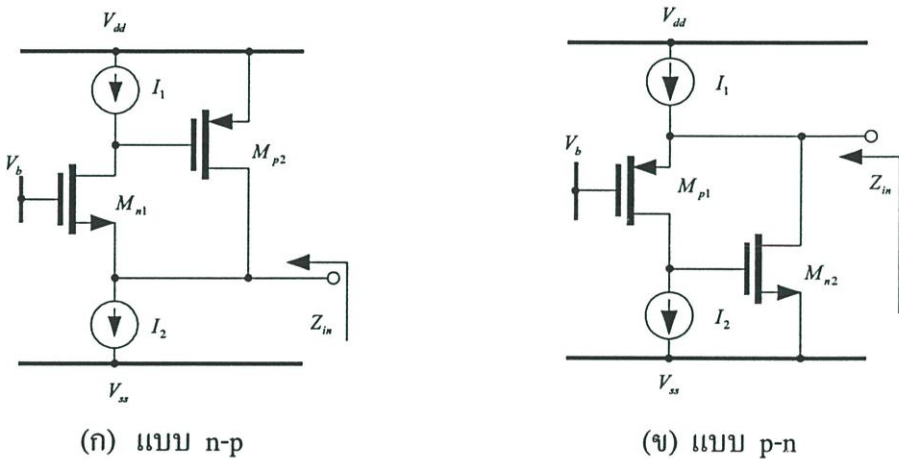 V_dd
I_1
V_b
M_n1
M_p2
I_2
Z_in
V_ss
(ก) แบบ n-p
V_dd
I_1
V_b
M_p1
Z_in
M_n2
I_2
V_ss
(ข) แบบ p-n